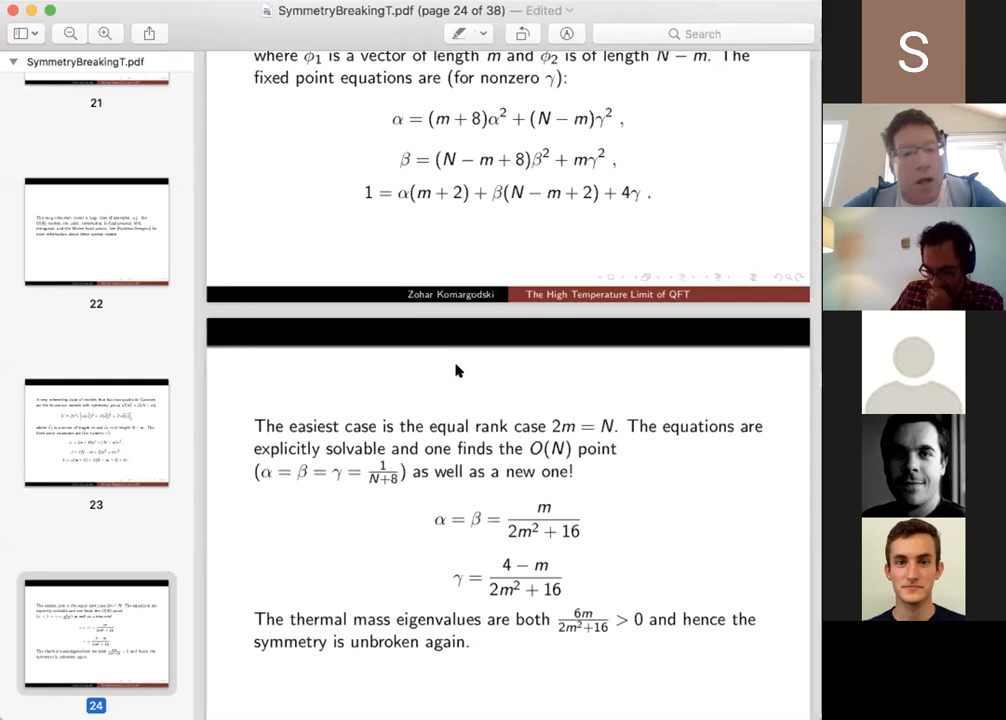 SymmetryBreakingT.pdf (page 24 of 38) — Edited
Search
SymmetryBreakingT.pdf
21
22
23
24
where ϕ₁ is a vector of length m and ϕ₂ is of length N − m. The
fixed point equations are (for nonzero γ):
α = (m + 8)α² + (N − m)γ² ,
β = (N − m + 8)β² + mγ² ,
1 = α(m + 2) + β(N − m + 2) + 4γ .
Zohar Komargodski The High Temperature Limit of QFT
The easiest case is the equal rank case 2m = N. The equations are
explicitly solvable and one finds the O(N) point
(α = β = γ = 1/(N+8)) as well as a new one!
α = β = m/(2m² + 16)
γ = (4 − m)/(2m² + 16)
The thermal mass eigenvalues are both 6m/(2m²+16) > 0 and hence the
symmetry is unbroken again.
S